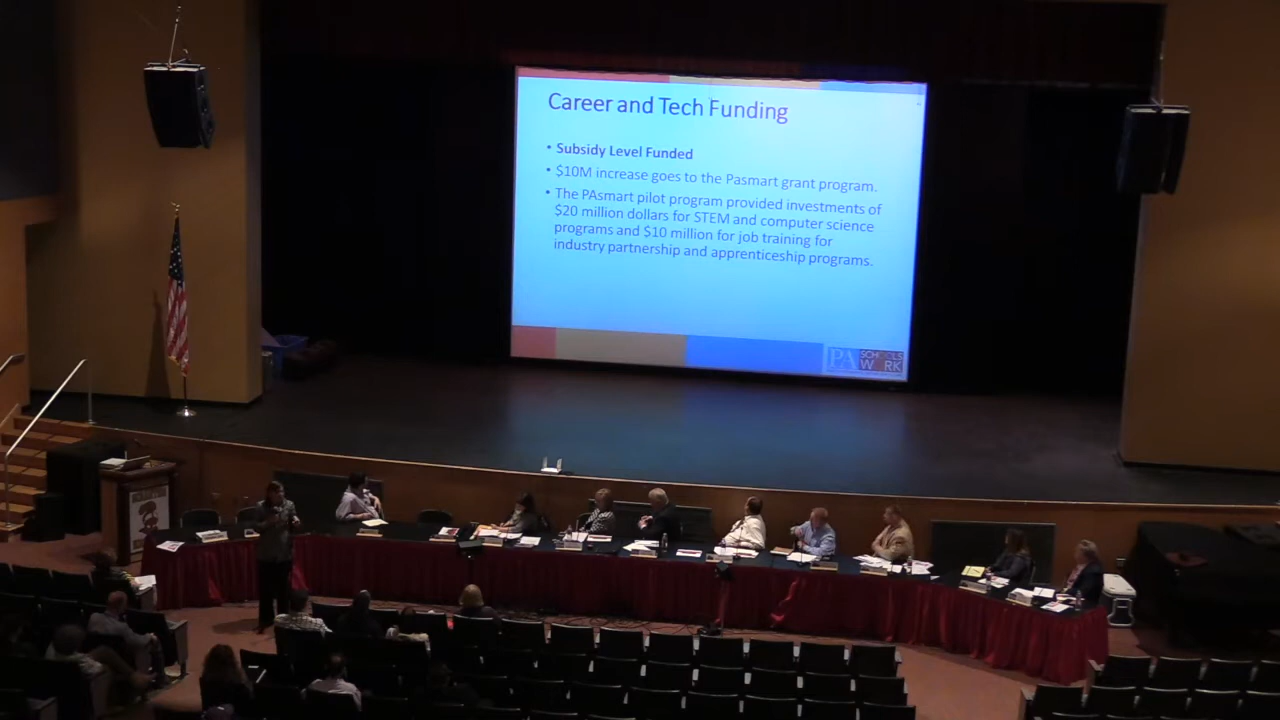 Career and Tech Funding
• Subsidy Level Funded
• $10M increase goes to the Pasmart grant program.
• The PAsmart pilot program provided investments of
$20 million dollars for STEM and computer science
programs and $10 million for job training for
industry partnership and apprenticeship programs.
PA SCHOOLS
WORK